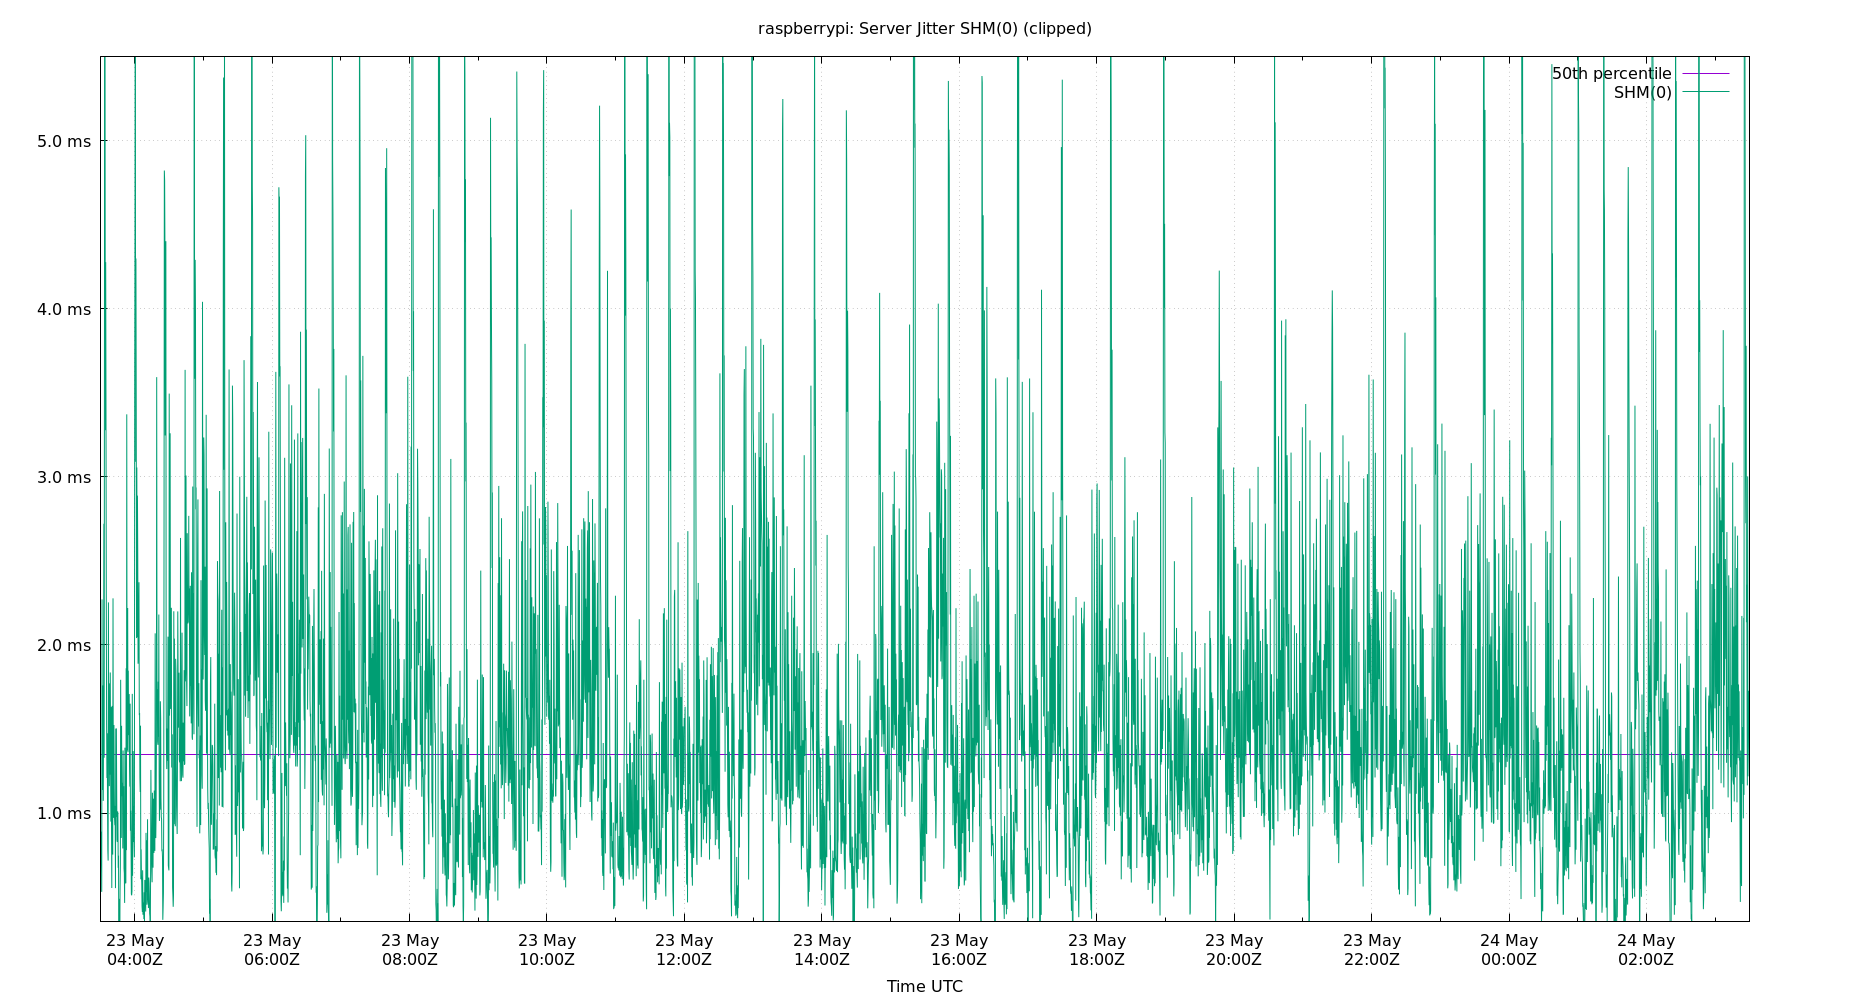 raspberrypi: Server Jitter SHM(0) (clipped)
50th percentile
SHM(0)
5.0 ms
4.0 ms
3.0 ms
2.0 ms
1.0 ms
23 May 23 May 23 May 23 May 23 May 23 May 23 May 23 May 23 May 23 May 24 May 24 May
04:00Z 06:00Z 08:00Z 10:00Z 12:00Z 14:00Z 16:00Z 18:00Z 20:00Z 22:00Z 00:00Z 02:00Z
Time UTC